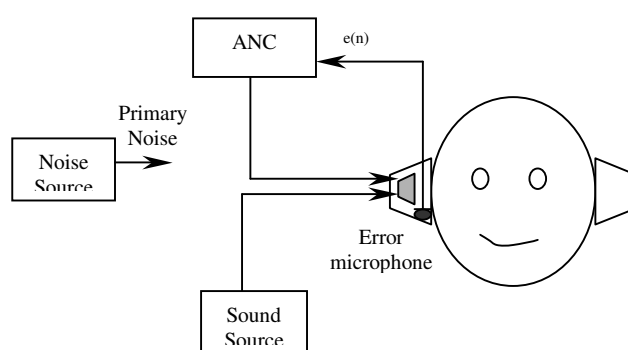 ANC
e(n)
Primary
Noise
Noise
Source
Error
microphone
Sound
Source